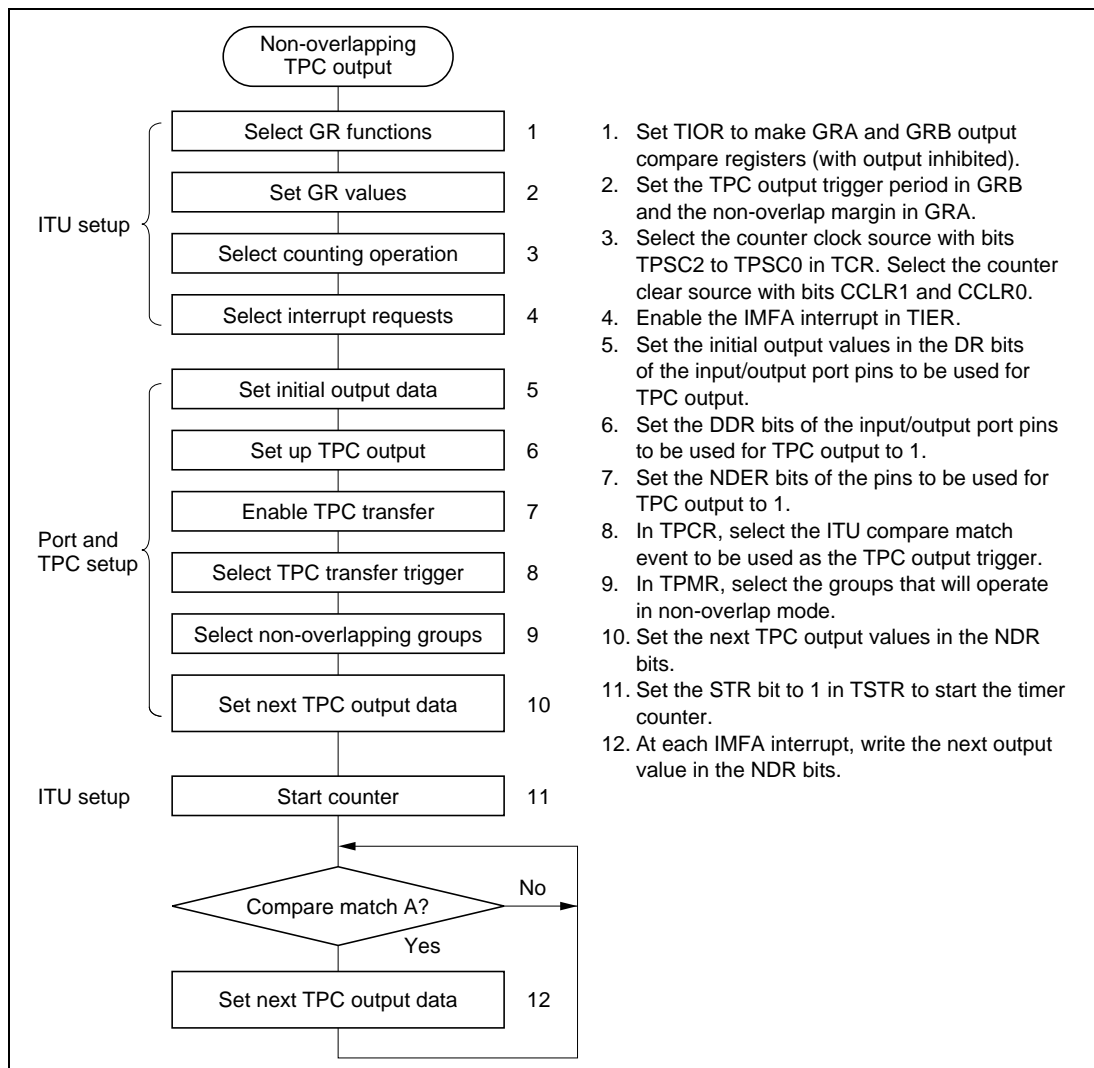 Non-overlapping
TPC output
ITU setup
Select GR functions 1
Set GR values 2
Select counting operation 3
Select interrupt requests 4
Port and
TPC setup
Set initial output data 5
Set up TPC output 6
Enable TPC transfer 7
Select TPC transfer trigger 8
Select non-overlapping groups 9
Set next TPC output data 10
ITU setup
Start counter 11
Compare match A?
No
Yes
Set next TPC output data 12
1. Set TIOR to make GRA and GRB output
compare registers (with output inhibited).
2. Set the TPC output trigger period in GRB
and the non-overlap margin in GRA.
3. Select the counter clock source with bits
TPSC2 to TPSC0 in TCR. Select the counter
clear source with bits CCLR1 and CCLR0.
4. Enable the IMFA interrupt in TIER.
5. Set the initial output values in the DR bits
of the input/output port pins to be used for
TPC output.
6. Set the DDR bits of the input/output port pins
to be used for TPC output to 1.
7. Set the NDER bits of the pins to be used for
TPC output to 1.
8. In TPCR, select the ITU compare match
event to be used as the TPC output trigger.
9. In TPMR, select the groups that will operate
in non-overlap mode.
10. Set the next TPC output values in the NDR
bits.
11. Set the STR bit to 1 in TSTR to start the timer
counter.
12. At each IMFA interrupt, write the next output
value in the NDR bits.